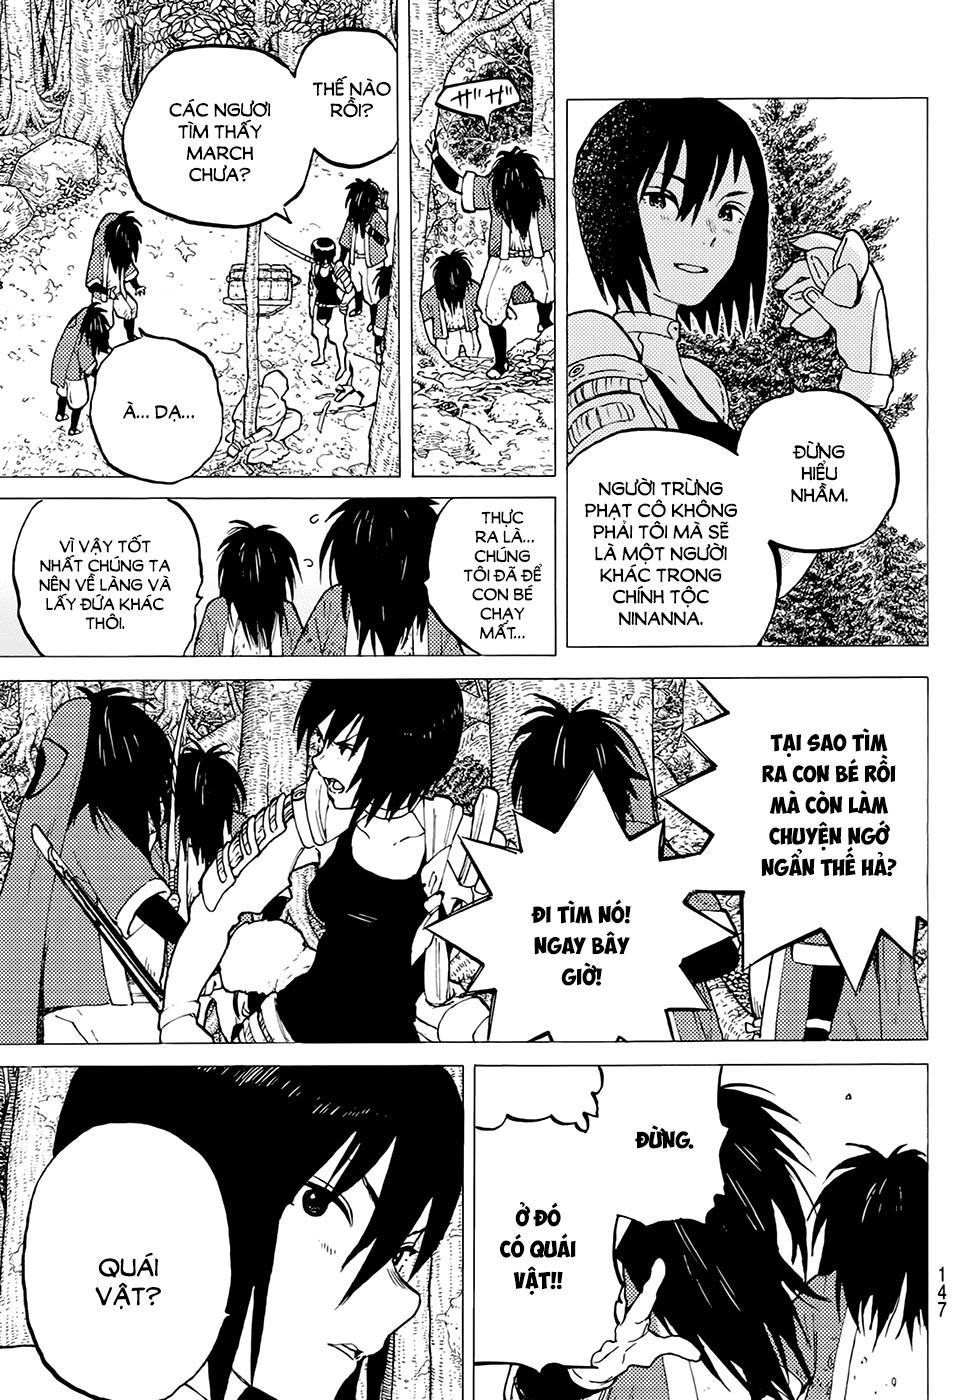 ĐỪNG
HIỂU
NHẦM.
NGƯỜI TRỪNG
PHẠT CÔ KHÔNG
PHẢI TÔI MÀ SẼ
LÀ MỘT NGƯỜI
KHÁC TRONG
CHÍNH TỘC
NINANNA.
ザザザ
THẾ NÀO
RỒI?
CÁC NGƯƠI
TÌM THẤY
MARCH
CHƯA?
À... DẠ...
THỰC
RA LÀ...
CHÚNG
TÔI ĐÃ ĐỂ
CON BÉ
CHẠY
MẤT...
VÌ VẬY TỐT
NHẤT CHÚNG TA
NÊN VỀ LÀNG VÀ
LẤY ĐỨA KHÁC
THÔI.
TẠI SAO TÌM
RA CON BÉ RỒI
MÀ CÒN LÀM
CHUYỆN NGỚ
NGẨN THẾ HẢ?
ĐI TÌM NÓ!
NGAY BÂY
GIỜ!
ĐỪNG.
Ở ĐÓ
CÓ QUÁI
VẬT!!
QUÁI
VẬT?
147